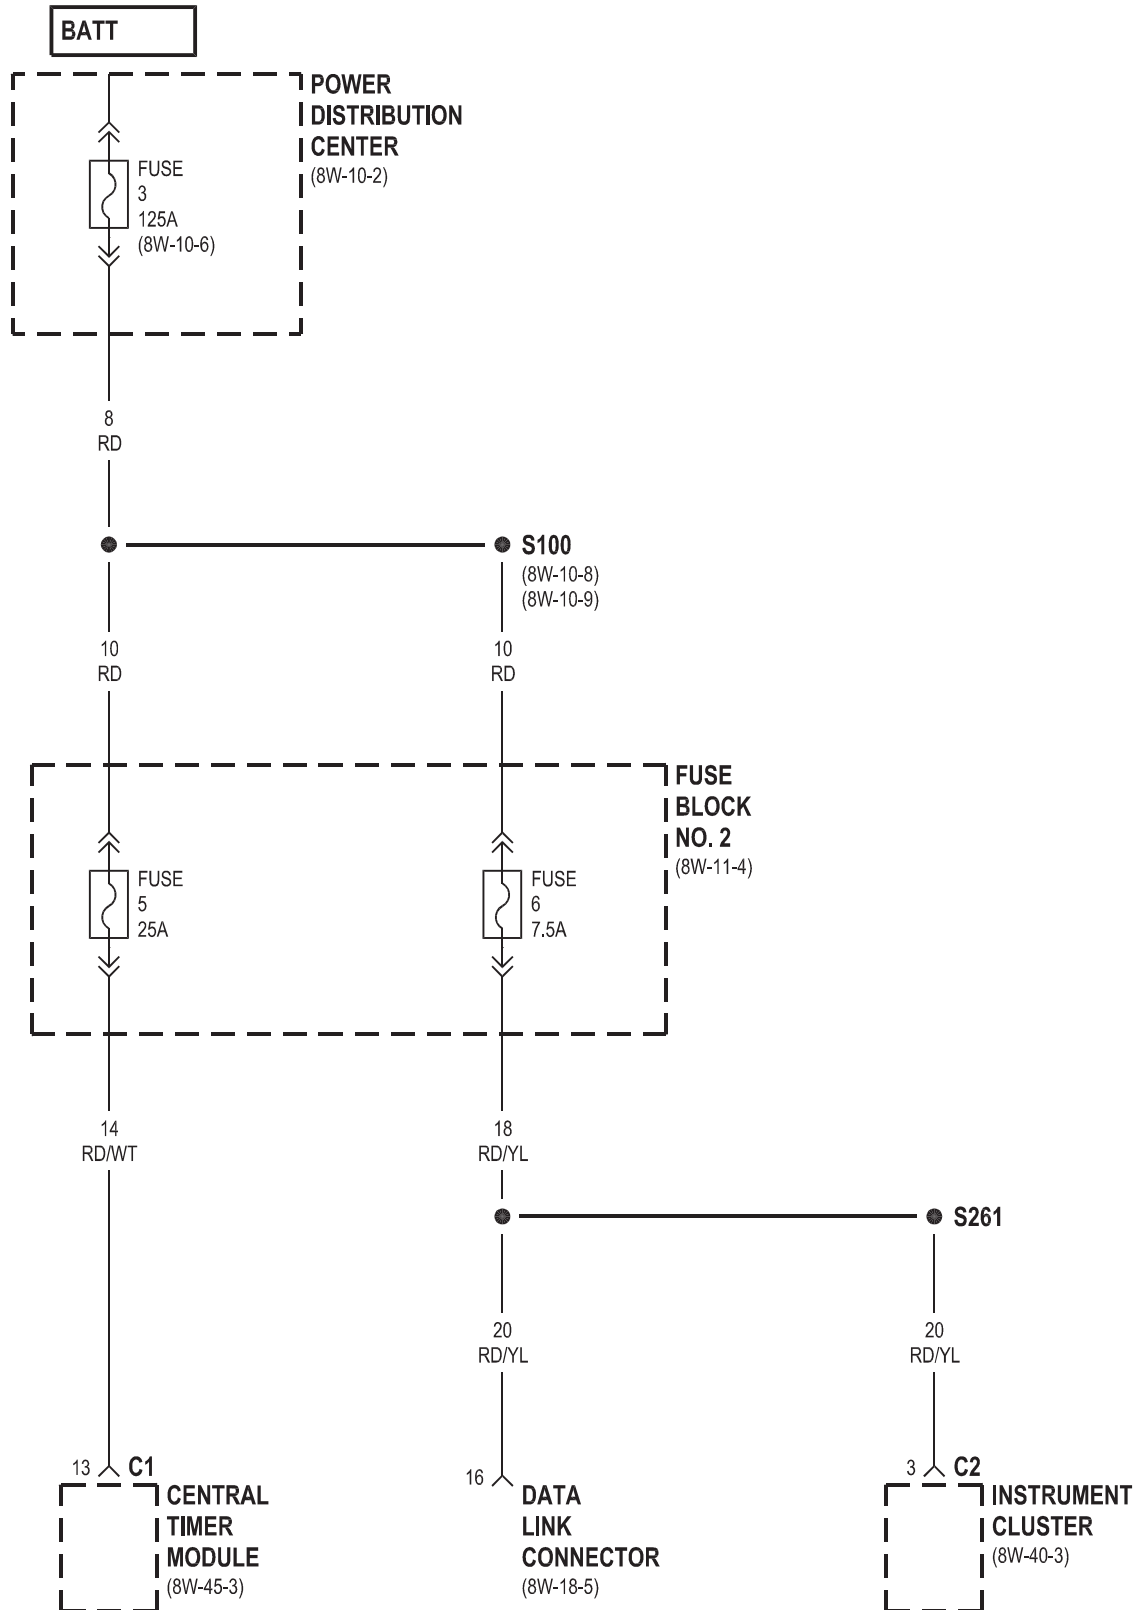 BATT
POWER
DISTRIBUTION
CENTER
(8W-10-2)
FUSE
3
125A
(8W-10-6)
8
RD
S100
(8W-10-8)
(8W-10-9)
10
RD
10
RD
FUSE
BLOCK
NO. 2
(8W-11-4)
FUSE
5
25A
FUSE
6
7.5A
14
RD/WT
18
RD/YL
S261
20
RD/YL
20
RD/YL
13 C1
CENTRAL
TIMER
MODULE
(8W-45-3)
16
DATA
LINK
CONNECTOR
(8W-18-5)
3 C2
INSTRUMENT
CLUSTER
(8W-40-3)